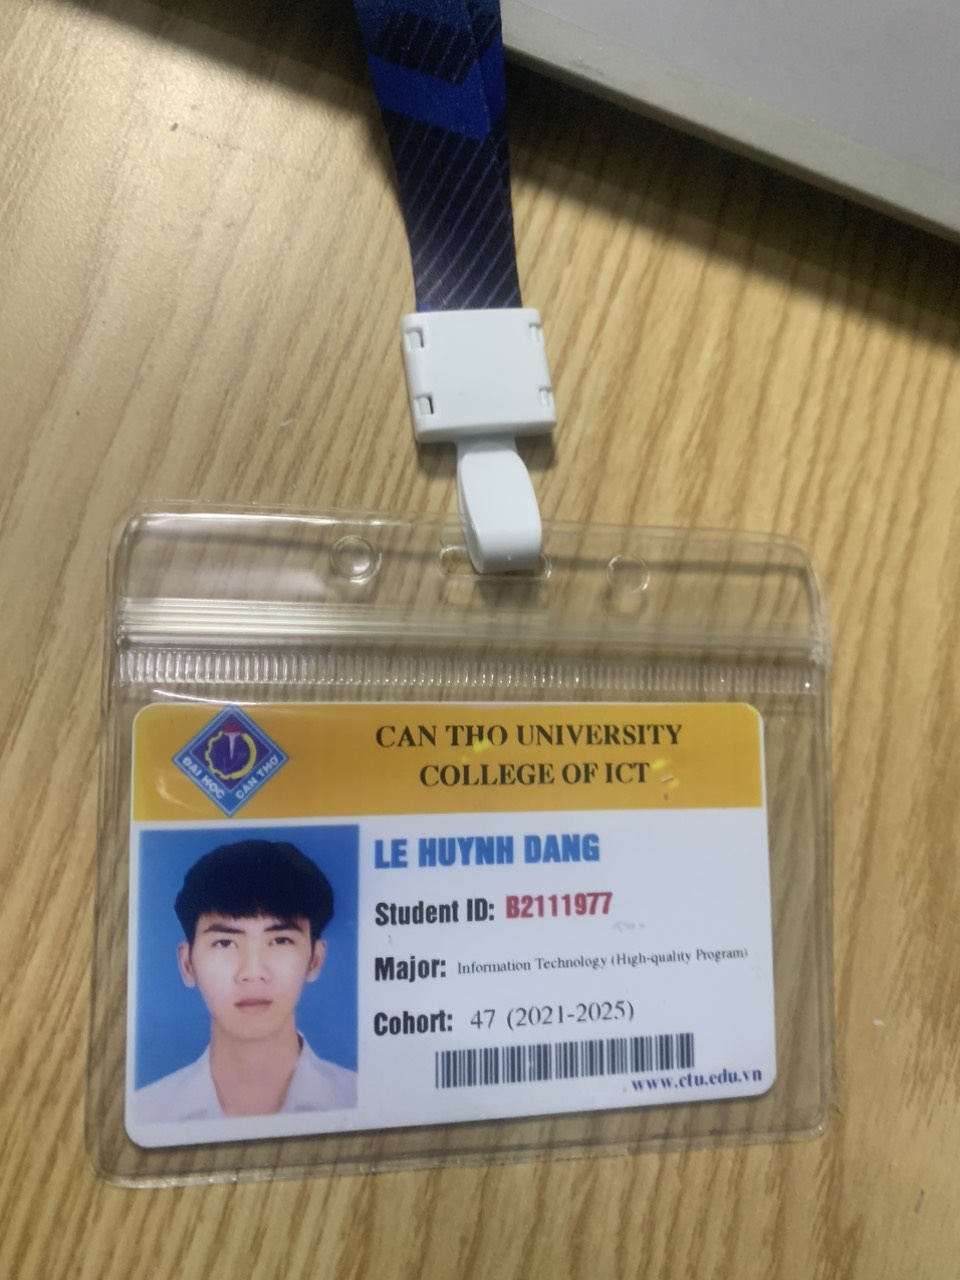 ĐẠI HỌC CẦN THƠ
CAN THO UNIVERSITY
COLLEGE OF ICT
LE HUYNH DANG
Student ID: B2111977
Major: Information Technology (High-quality Program)
Cohort: 47 (2021-2025)
www.ctu.edu.vn